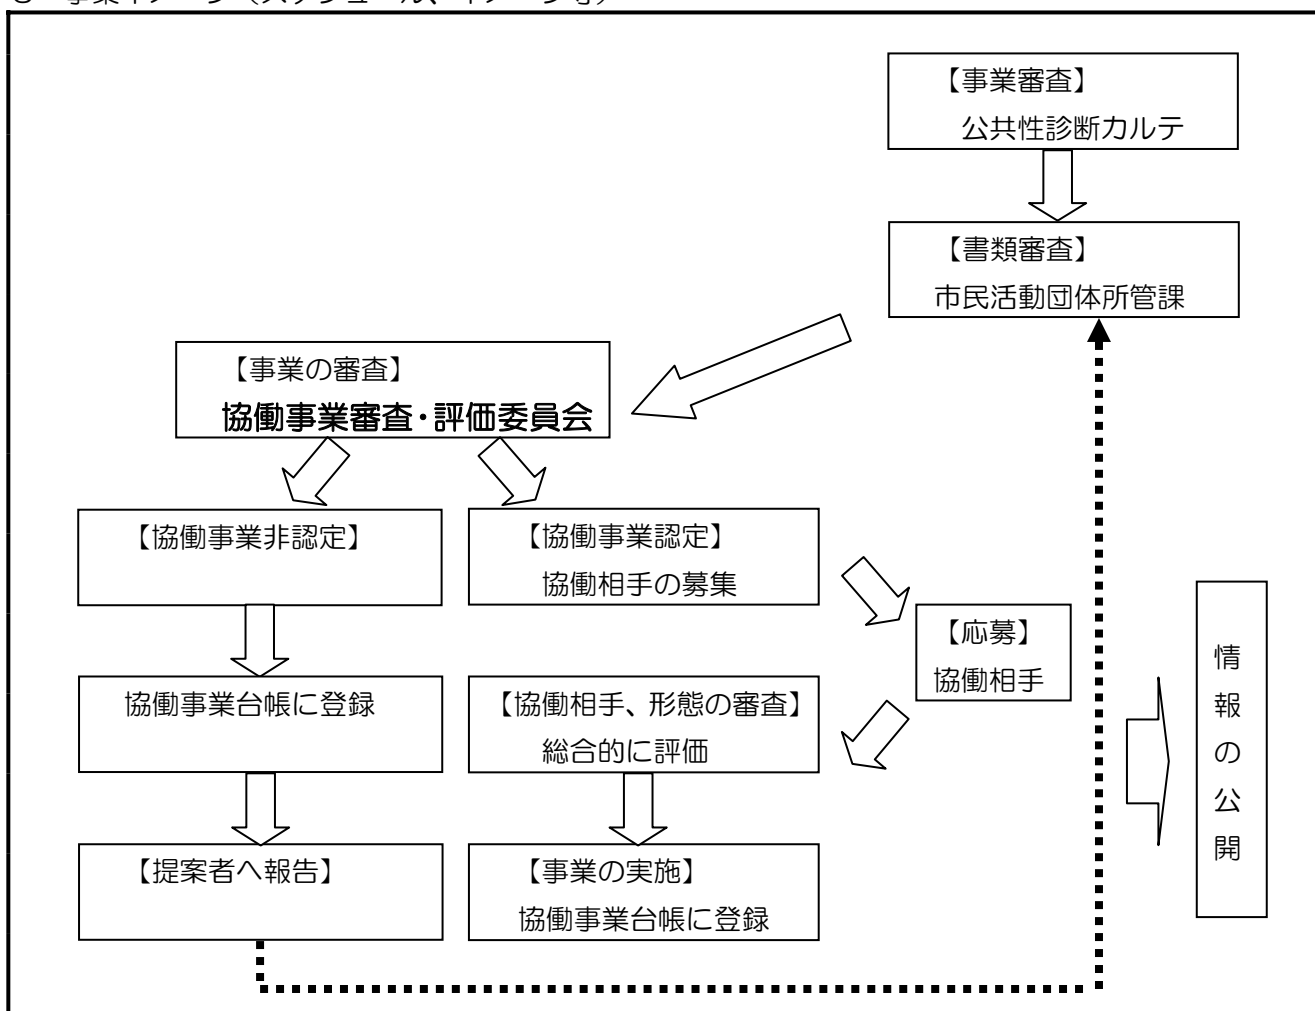 【事業審査】
公共性診断カルテ
【書類審査】
市民活動団体所管課
【事業の審査】
協働事業審査・評価委員会
【協働事業非認定】
【協働事業認定】
協働相手の募集
【応募】
協働相手
協働事業台帳に登録
【協働相手、形態の審査】
総合的に評価
【提案者へ報告】
【事業の実施】
協働事業台帳に登録
情報の公開